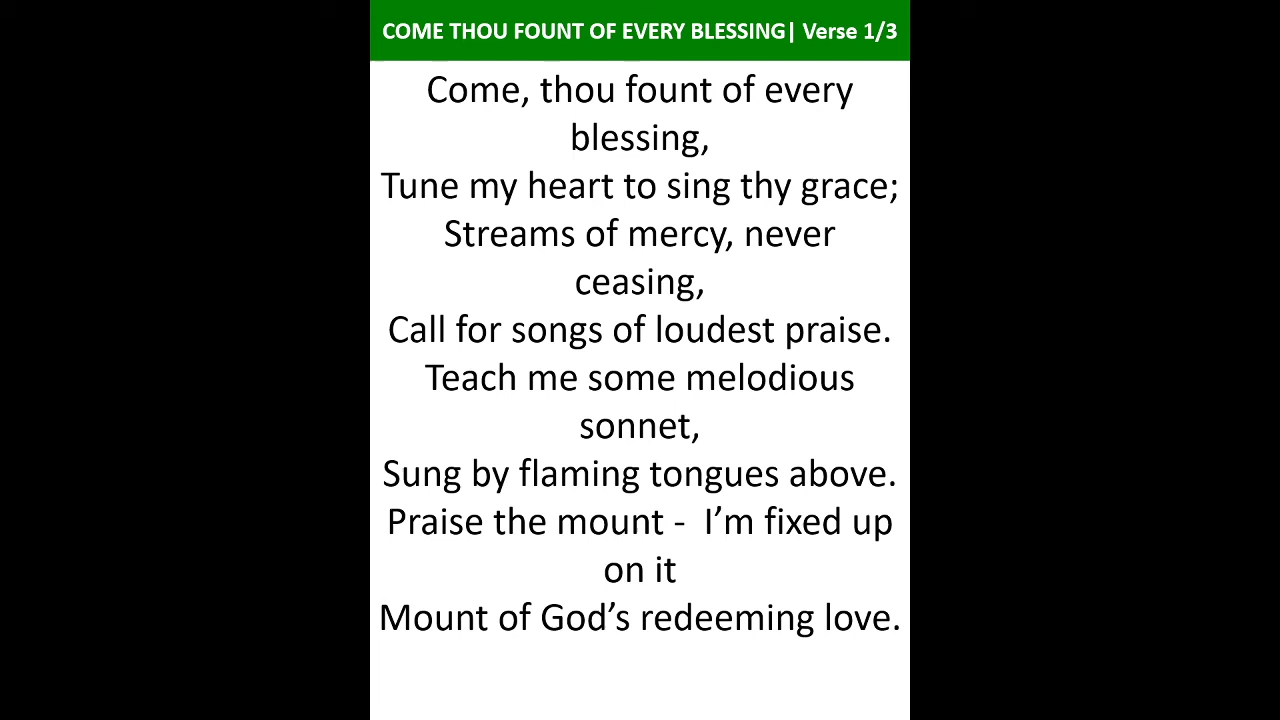 COME THOU FOUNT OF EVERY BLESSING| Verse 1/3
Come, thou fount of every
blessing,
Tune my heart to sing thy grace;
Streams of mercy, never
ceasing,
Call for songs of loudest praise.
Teach me some melodious
sonnet,
Sung by flaming tongues above.
Praise the mount -  I’m fixed up
on it
Mount of God’s redeeming love.